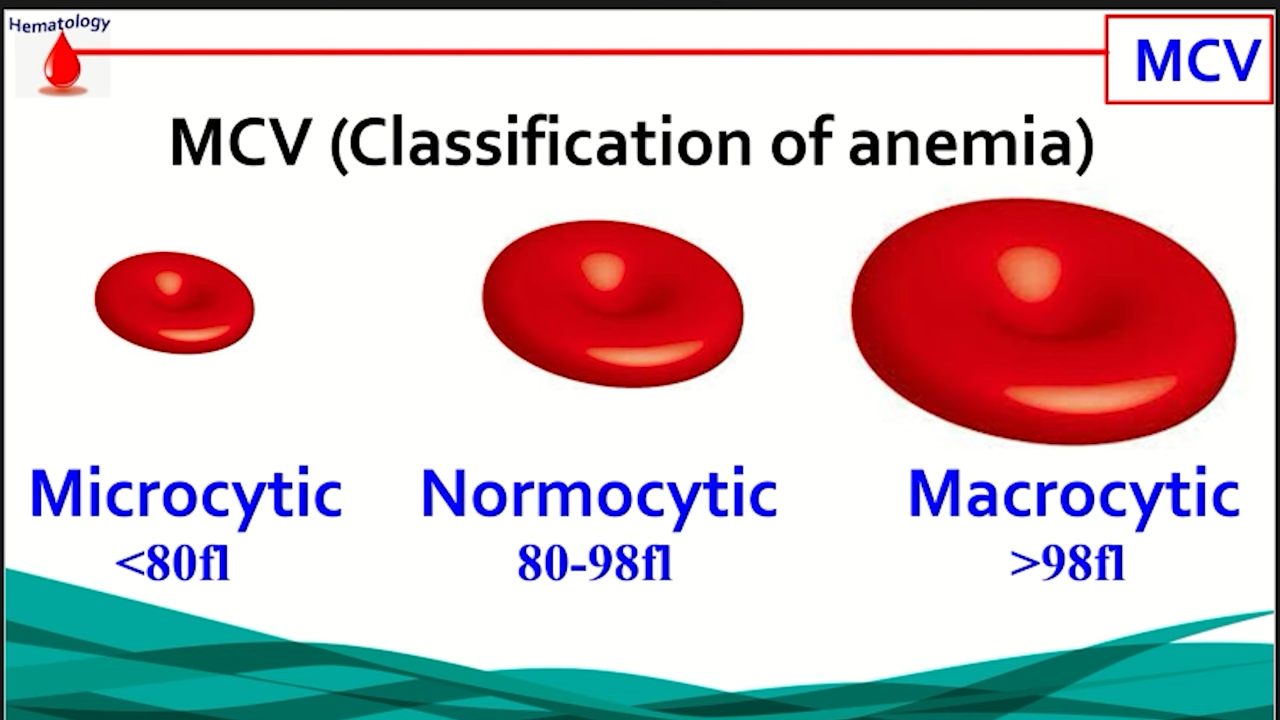 Hematology
MCV
MCV (Classification of anemia)
Microcytic
<80fl
Normocytic
80-98fl
Macrocytic
>98fl